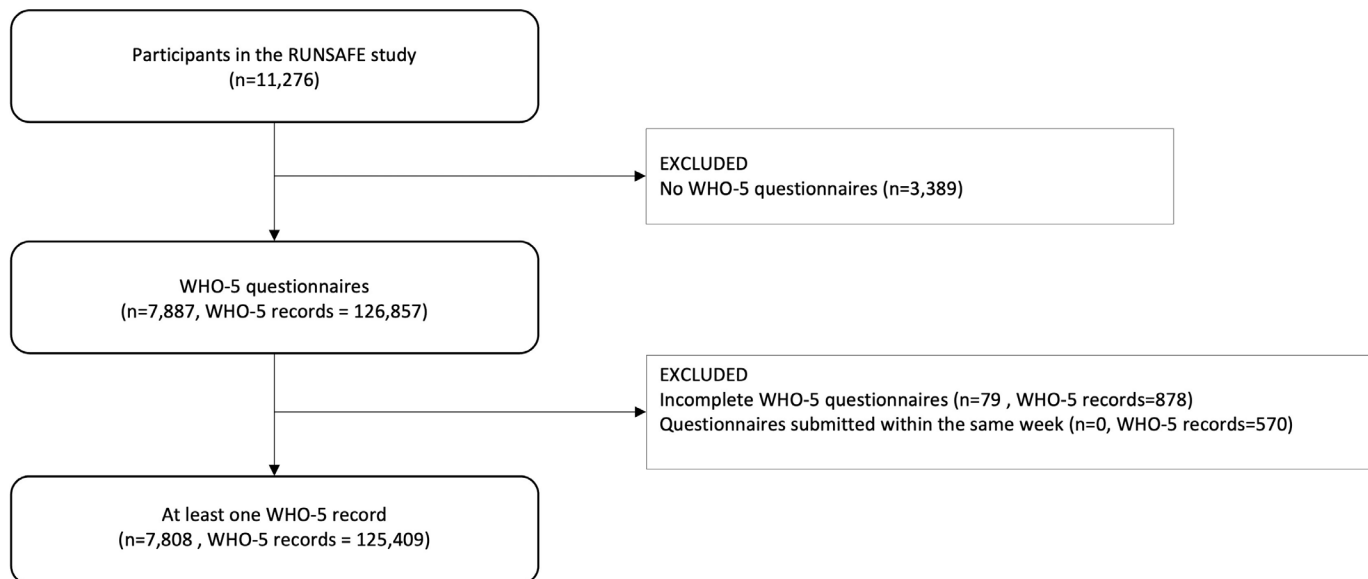 Participants in the RUNSAFE study
(n=11,276)
EXCLUDED
No WHO-5 questionnaires (n=3,389)
WHO-5 questionnaires
(n=7,887, WHO-5 records = 126,857)
EXCLUDED
Incomplete WHO-5 questionnaires (n=79 , WHO-5 records=878)
Questionnaires submitted within the same week (n=0, WHO-5 records=570)
At least one WHO-5 record
(n=7,808 , WHO-5 records = 125,409)